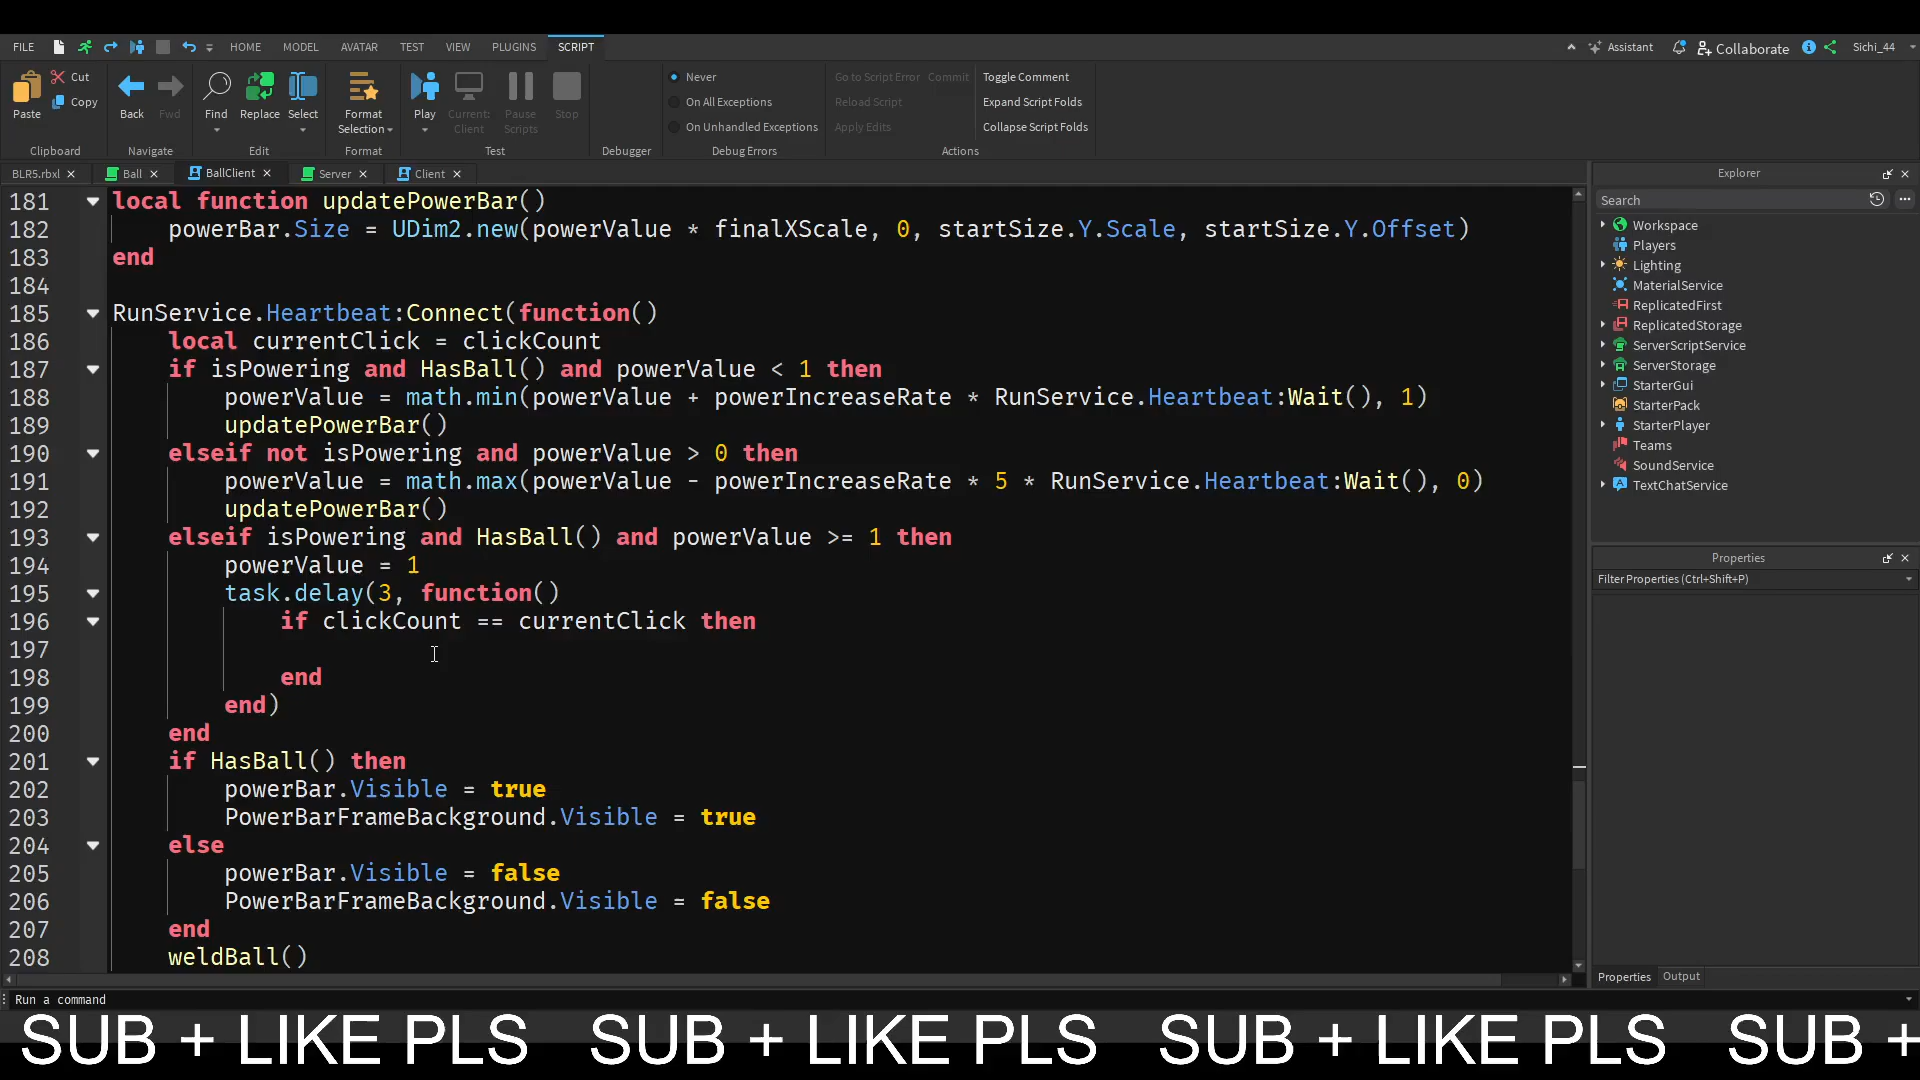 FILE HOME MODEL AVATAR TEST VIEW PLUGINS SCRIPT Assistant Collaborate Sichi_44
Paste Cut Copy Back Fwd Find Replace Select Format Selection Play Current: Client Pause Scripts Stop
Never
On All Exceptions
On Unhandled Exceptions
Go to Script Error Commit
Reload Script
Apply Edits
Toggle Comment
Expand Script Folds
Collapse Script Folds
Clipboard Navigate Edit Format Test Debugger Debug Errors Actions
BLR5.rbxl Ball BallClient Server Client
181 local function updatePowerBar()
182 powerBar.Size = UDim2.new(powerValue * finalXScale, 0, startSize.Y.Scale, startSize.Y.Offset)
183 end
184
185 RunService.Heartbeat:Connect(function()
186 local currentClick = clickCount
187 if isPowering and HasBall() and powerValue < 1 then
188 powerValue = math.min(powerValue + powerIncreaseRate * RunService.Heartbeat:Wait(), 1)
189 updatePowerBar()
190 elseif not isPowering and powerValue > 0 then
191 powerValue = math.max(powerValue - powerIncreaseRate * 5 * RunService.Heartbeat:Wait(), 0)
192 updatePowerBar()
193 elseif isPowering and HasBall() and powerValue >= 1 then
194 powerValue = 1
195 task.delay(3, function()
196 if clickCount == currentClick then
197
198 end
199 end)
200 end
201 if HasBall() then
202 powerBar.Visible = true
203 PowerBarFrameBackground.Visible = true
204 else
205 powerBar.Visible = false
206 PowerBarFrameBackground.Visible = false
207 end
208 weldBall()
Explorer
Search
Workspace
Players
Lighting
MaterialService
ReplicatedFirst
ReplicatedStorage
ServerScriptService
ServerStorage
StarterGui
StarterPack
StarterPlayer
Teams
SoundService
TextChatService
Properties
Filter Properties (Ctrl+Shift+P)
Properties Output
Run a command
SUB + LIKE PLS SUB + LIKE PLS SUB + LIKE PLS SUB +